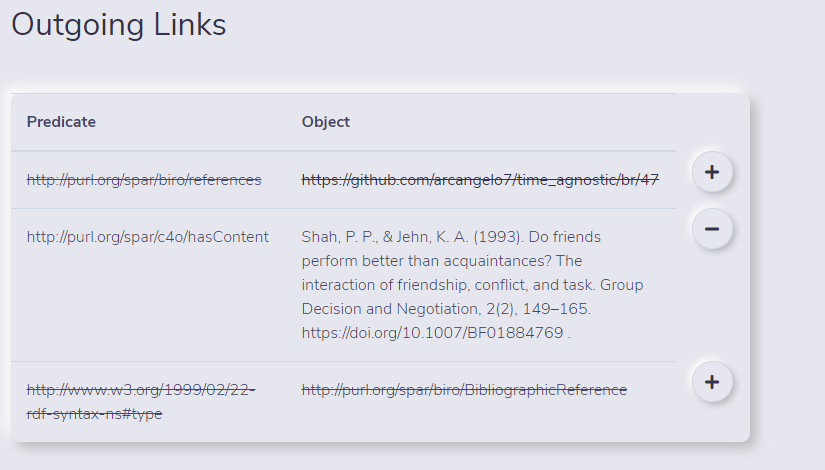 Outgoing Links
Predicate Object
http://purl.org/spar/biro/references https://github.com/arcangelo7/time_agnostic/br/47
http://purl.org/spar/c4o/hasContent Shah, P. P., & Jehn, K. A. (1993). Do friends
perform better than acquaintances? The
interaction of friendship, conflict, and task. Group
Decision and Negotiation, 2(2), 149–165.
https://doi.org/10.1007/BF01884769 .
http://www.w3.org/1999/02/22- http://purl.org/spar/biro/BibliographicReference
rdf-syntax-ns#type